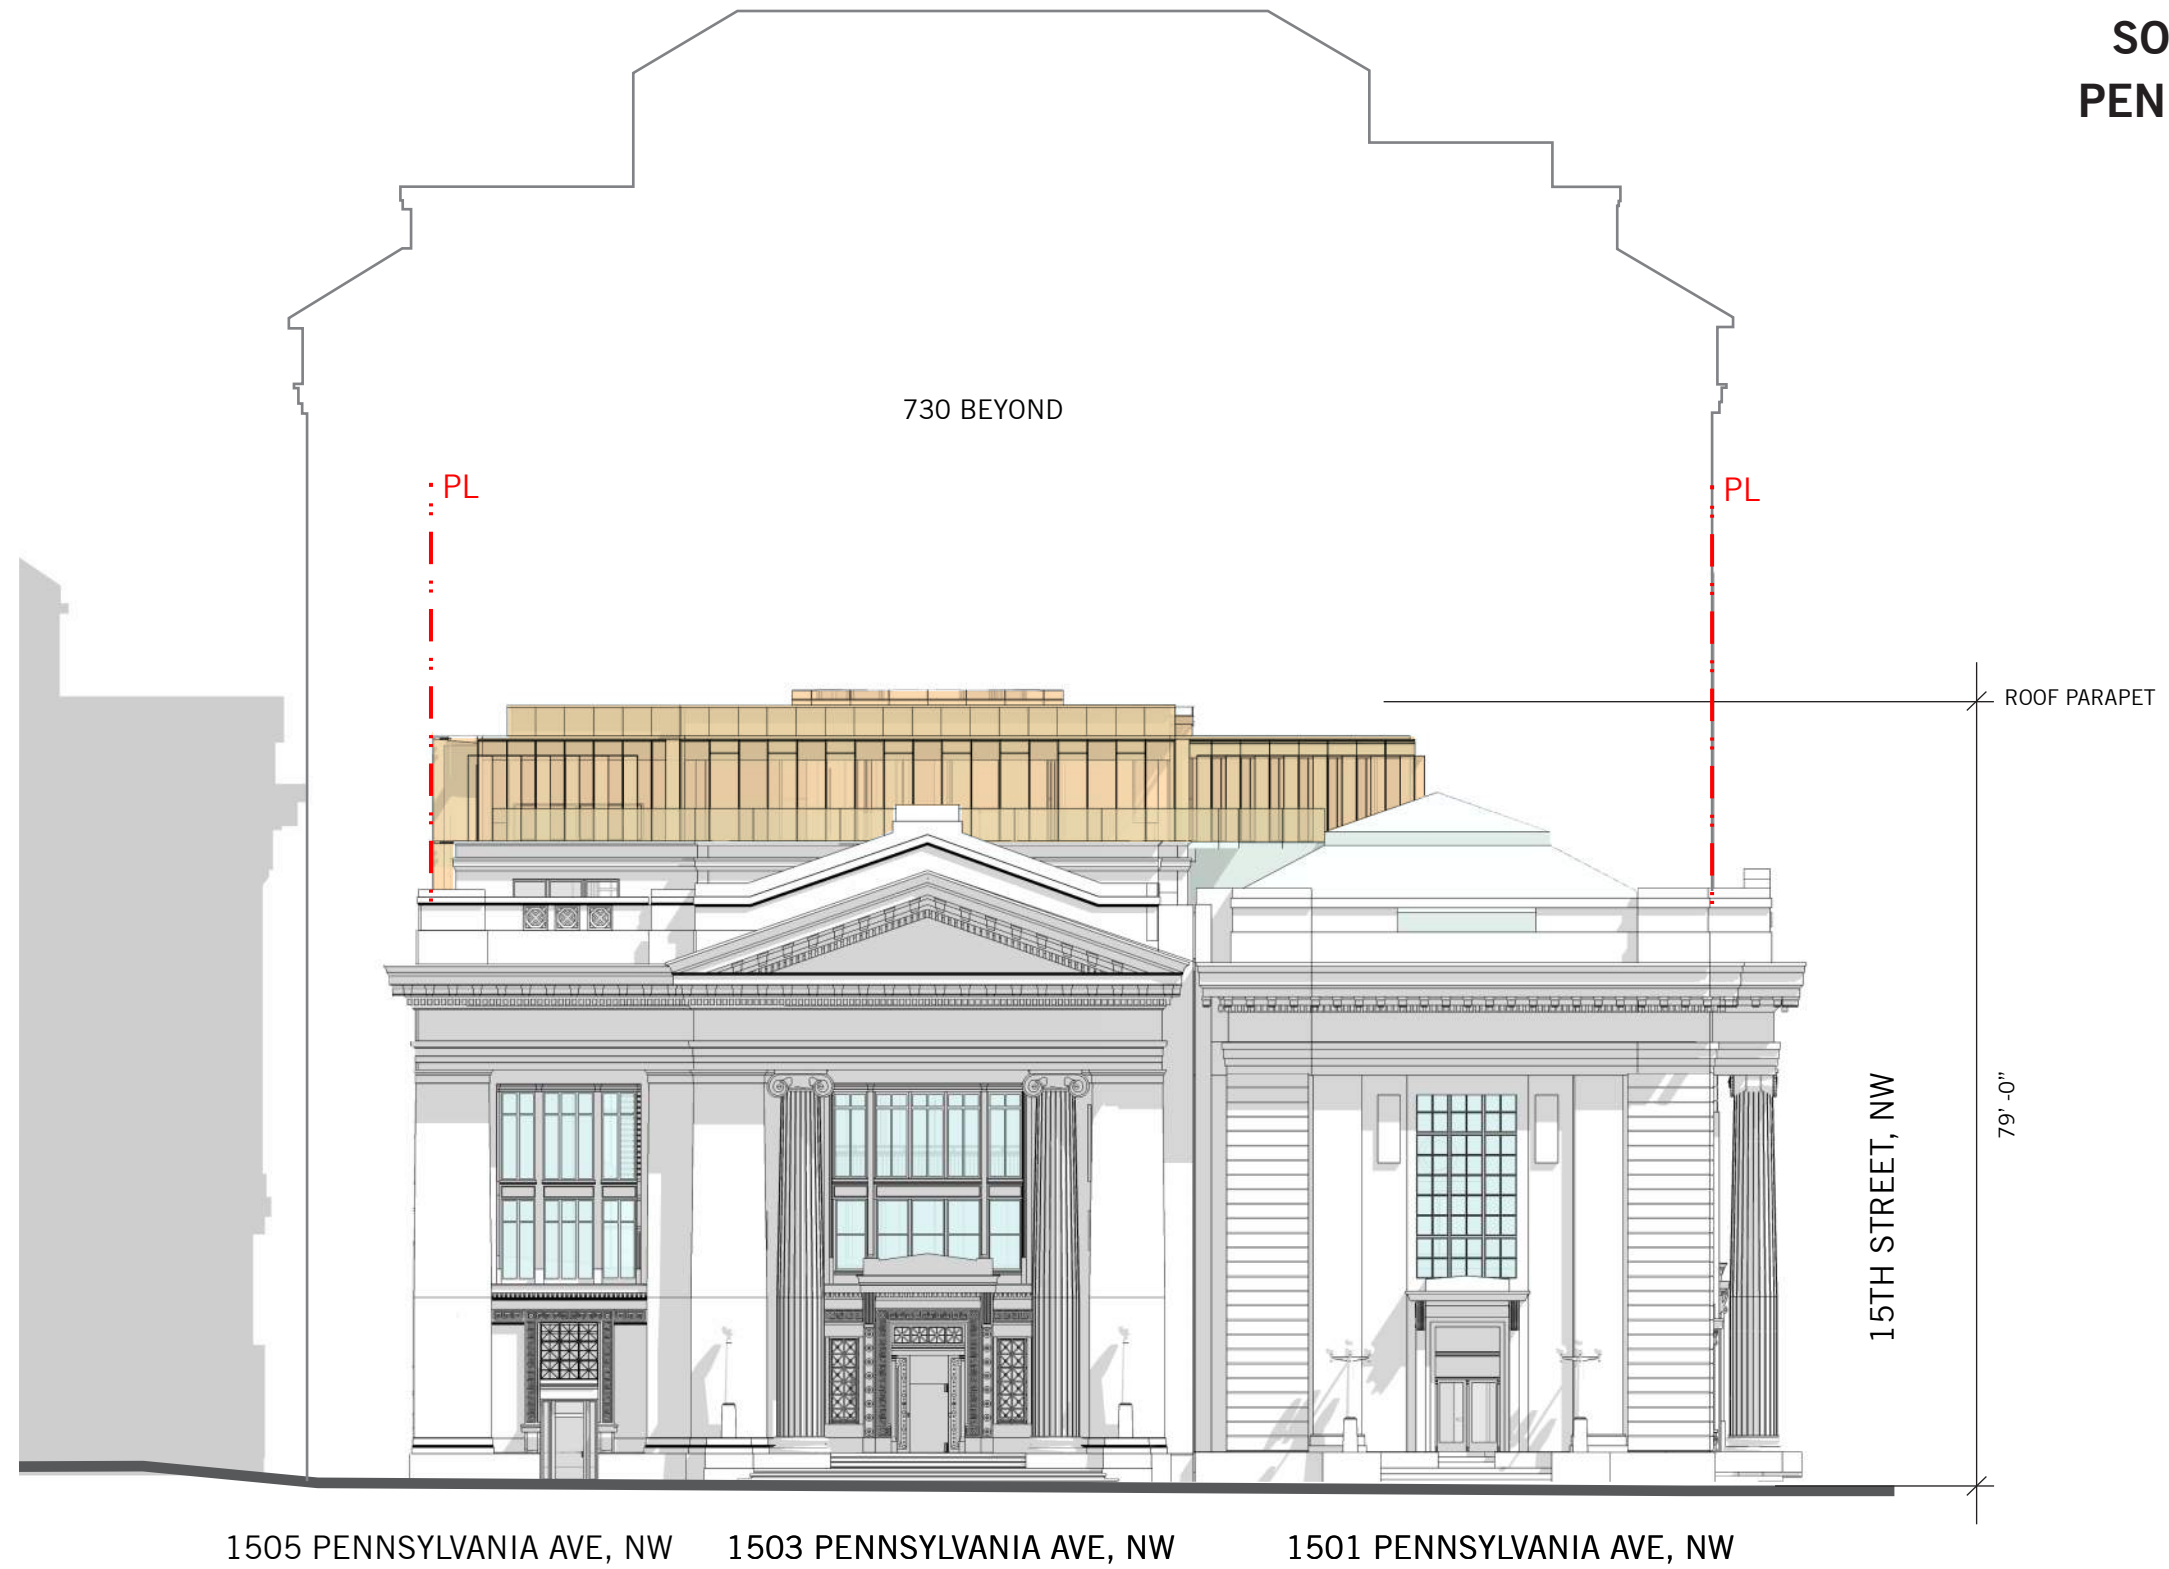 SO
PEN
730 BEYOND
PL
PL
ROOF PARAPET
79' -0"
15TH STREET, NW
1505 PENNSYLVANIA AVE, NW
1503 PENNSYLVANIA AVE, NW
1501 PENNSYLVANIA AVE, NW